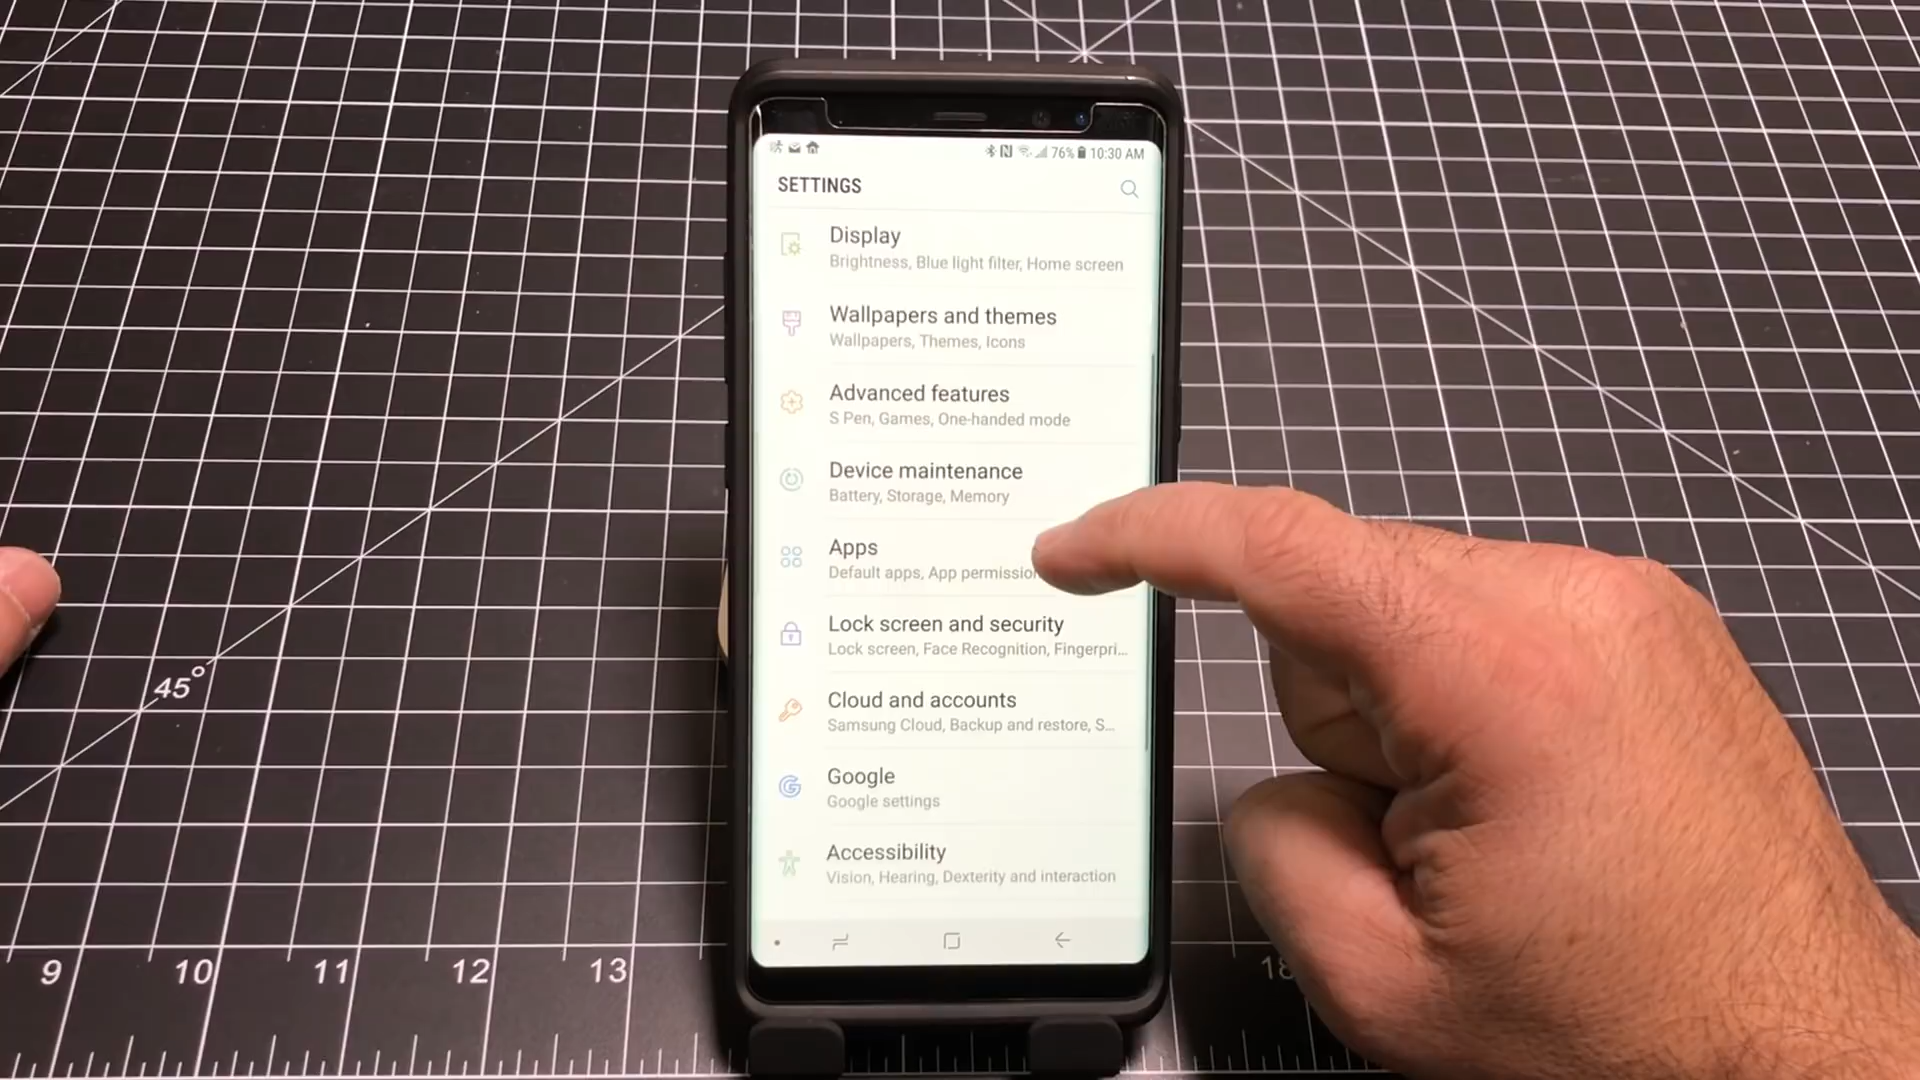 76% 10:30 AM
SETTINGS
Display
Brightness, Blue light filter, Home screen
Wallpapers and themes
Wallpapers, Themes, Icons
Advanced features
S Pen, Games, One-handed mode
Device maintenance
Battery, Storage, Memory
Apps
Default apps, App permission
Lock screen and security
Lock screen, Face Recognition, Fingerpri...
Cloud and accounts
Samsung Cloud, Backup and restore, S...
Google
Google settings
Accessibility
Vision, Hearing, Dexterity and interaction
45°
9 10 11 12 13 18